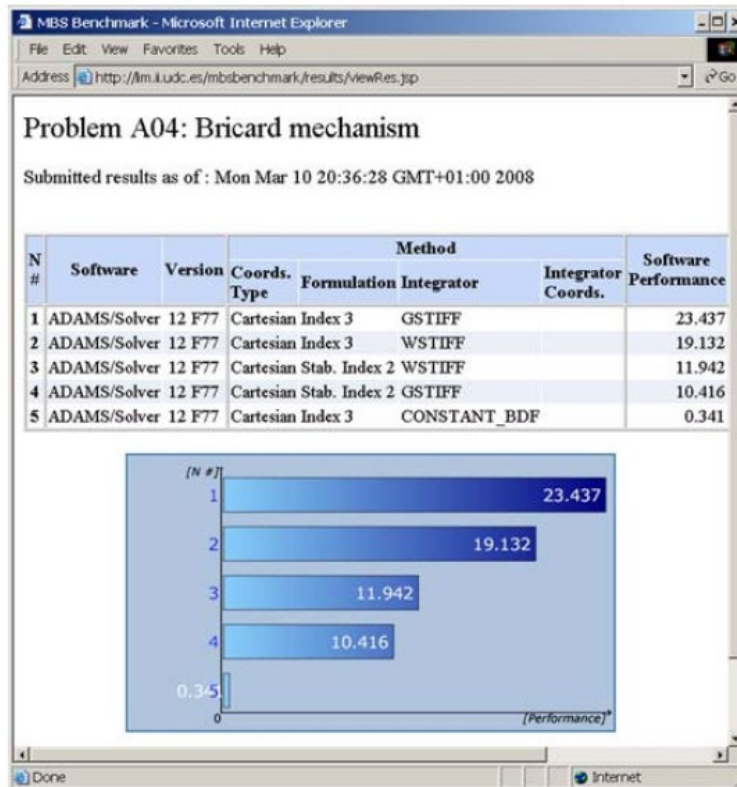 MBS Benchmark - Microsoft Internet Explorer
File Edit View Favorites Tools Help
Address http://lim.ii.udc.es/mbsbenchmark/results/viewRes.jsp Go
Problem A04: Bricard mechanism
Submitted results as of : Mon Mar 10 20:36:28 GMT+01:00 2008
N # Software Version Method Software Performance
Coords. Type Formulation Integrator Integrator Coords.
1 ADAMS/Solver 12 F77 Cartesian Index 3 GSTIFF 23.437
2 ADAMS/Solver 12 F77 Cartesian Index 3 WSTIFF 19.132
3 ADAMS/Solver 12 F77 Cartesian Stab. Index 2 WSTIFF 11.942
4 ADAMS/Solver 12 F77 Cartesian Stab. Index 2 GSTIFF 10.416
5 ADAMS/Solver 12 F77 Cartesian Index 3 CONSTANT_BDF 0.341
[N #]
1 23.437
2 19.132
3 11.942
4 10.416
5
0 [Performance]
Done Internet